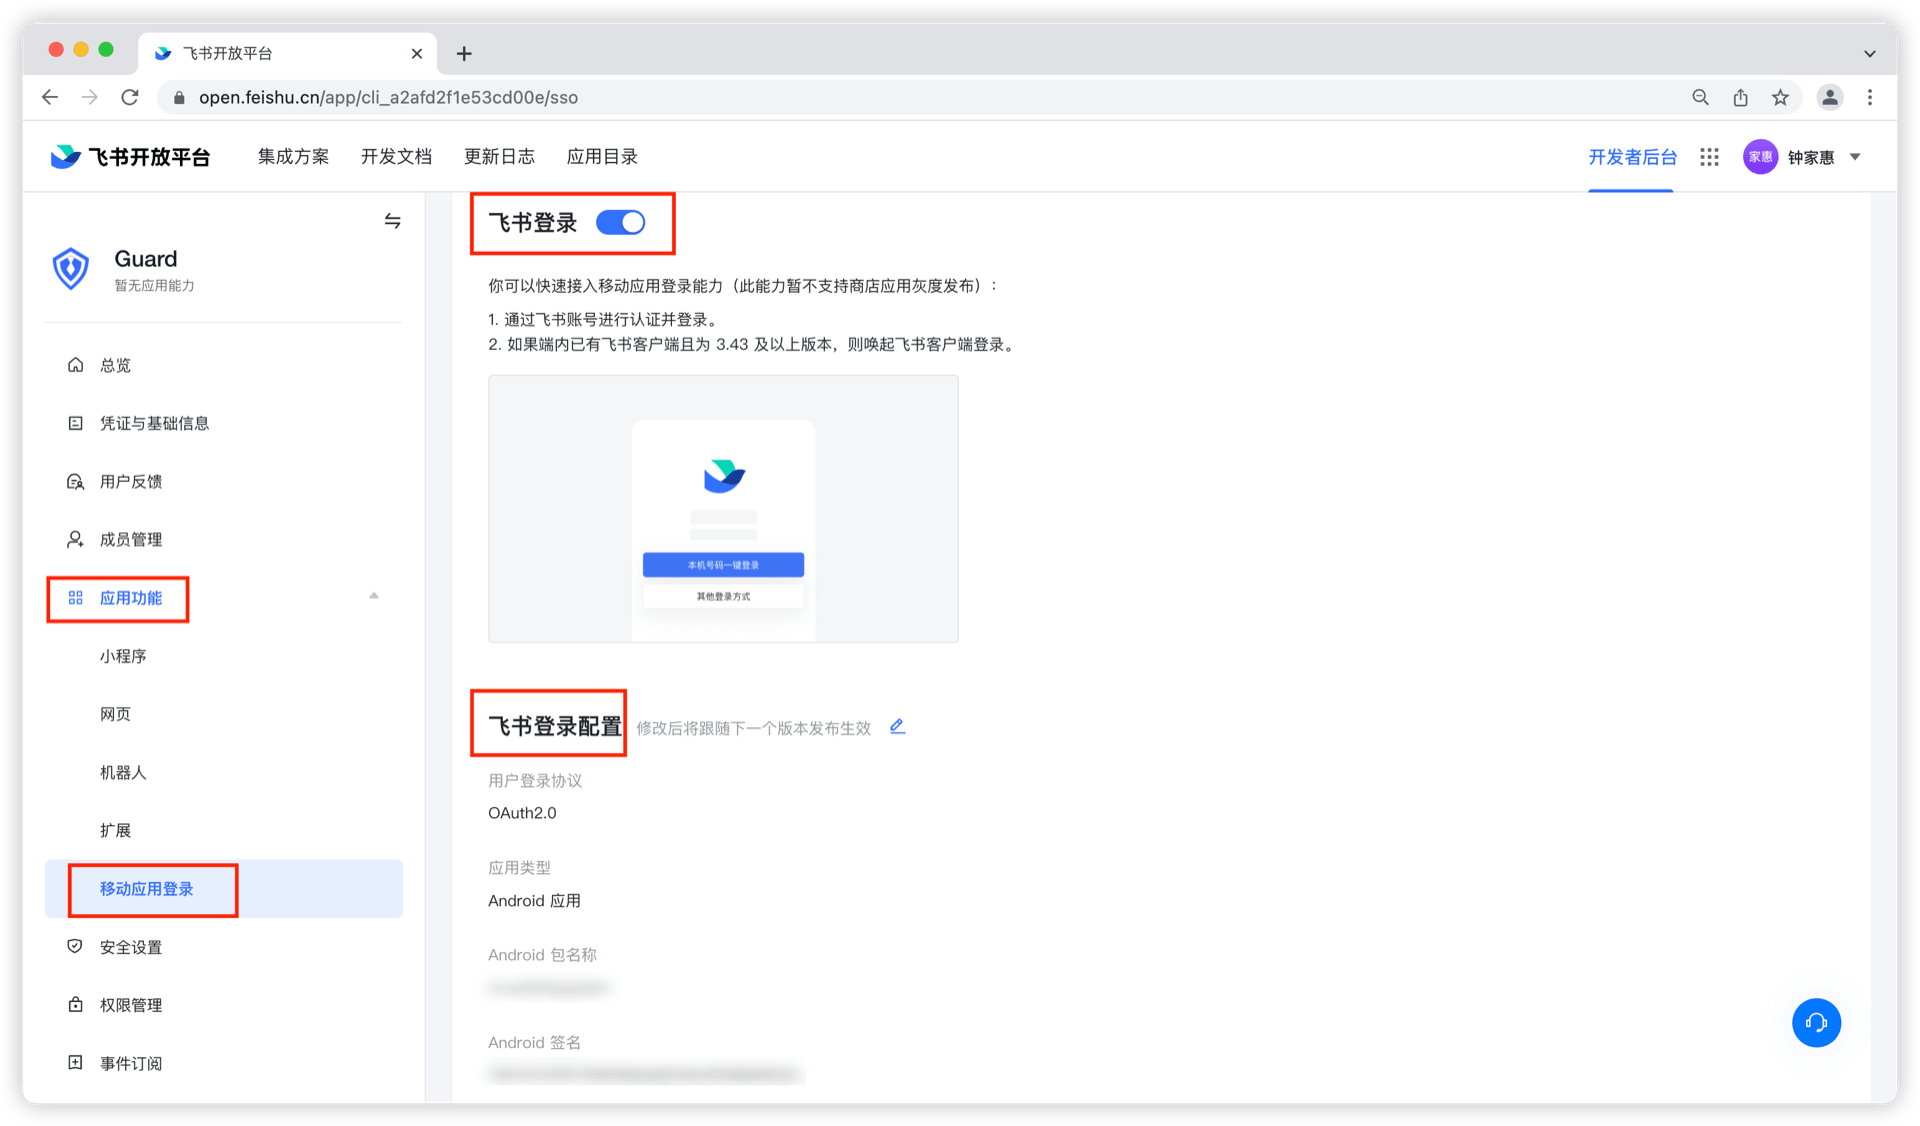 飞书开放平台
open.feishu.cn/app/cli_a2afd2f1e53cd00e/sso
飞书开放平台
集成方案
开发文档
更新日志
应用目录
开发者后台
家惠
钟家惠
Guard
暂无应用能力
总览
凭证与基础信息
用户反馈
成员管理
应用功能
小程序
网页
机器人
扩展
移动应用登录
安全设置
权限管理
事件订阅
飞书登录
你可以快速接入移动应用登录能力（此能力暂不支持商店应用灰度发布）：
1. 通过飞书账号进行认证并登录。
2. 如果端内已有飞书客户端且为 3.43 及以上版本，则唤起飞书客户端登录。
本机号码一键登录
其他登录方式
飞书登录配置 修改后将跟随下一个版本发布生效
用户登录协议
OAuth2.0
应用类型
Android 应用
Android 包名称
Android 签名